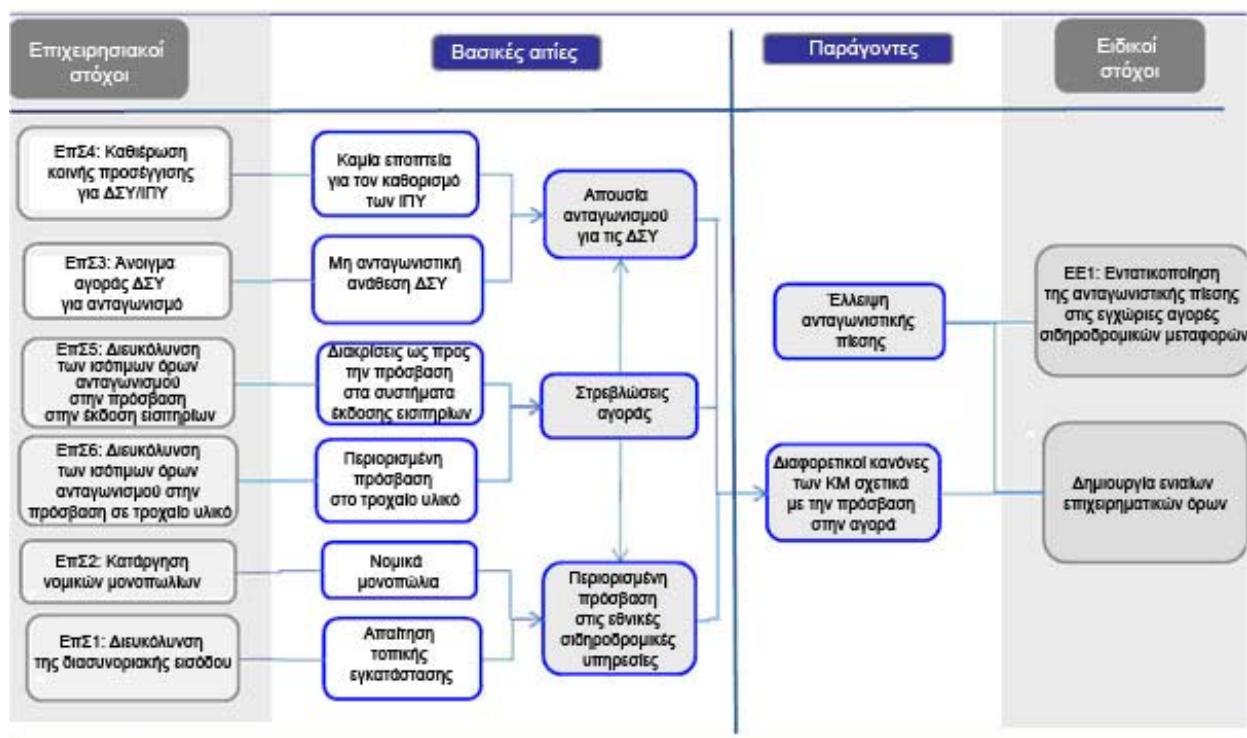 Επιχειρησιακοί
στόχοι
Βασικές αιτίες
Παράγοντες
Ειδικοί
στόχοι
ΕπΣ4: Καθιέρωση
κοινής προσέγγισης
για ΔΣΥ/ΙΠΥ
Καμία εποπτεία
για τον καθορισμό
των ΙΠΥ
Απουσία
ανταγωνισμού
για τις ΔΣΥ
ΕπΣ3: Άνοιγμα
αγοράς ΔΣΥ
για ανταγωνισμό
Μη ανταγωνιστική
ανάθεση ΔΣΥ
Έλλειψη
ανταγωνιστικής
πίεσης
ΕΕ1: Εντατικοποίηση
της ανταγωνιστικής πίεσης
στις εγχώριες αγορές
σιδηροδρομικών μεταφορών
ΕπΣ5: Διευκόλυνση
των ισότιμων όρων
ανταγωνισμού
στην πρόσβαση
στην έκδοση εισιτηρίων
Διακρίσεις ως προς
την πρόσβαση
στα συστήματα
έκδοσης εισιτηρίων
Στρεβλώσεις
αγοράς
ΕπΣ6: Διευκόλυνση
των ισότιμων όρων
ανταγωνισμού στην
πρόσβαση σε τροχαίο υλικό
Περιορισμένη
πρόσβαση
στο τροχαίο υλικό
Διαφορετικοί κανόνες
των ΚΜ σχετικά
με την πρόσβαση
στην αγορά
Δημιουργία ενιαίων
επιχειρηματικών όρων
ΕπΣ2: Κατάργηση
νομικών μονοπωλίων
Νομικά
μονοπώλια
Περιορισμένη
πρόσβαση
στις εθνικές
σιδηροδρομικές
υπηρεσίες
ΕπΣ1: Διευκόλυνση
της διασυνοριακής εισόδου
Απαίτηση
τοπικής
εγκατάστασης